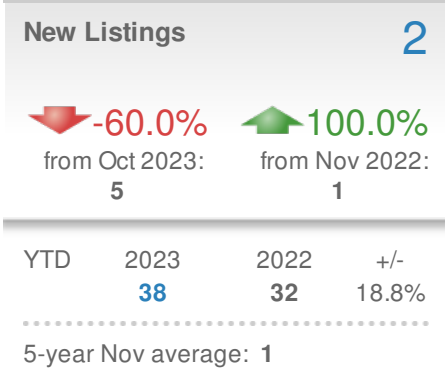 New Listings 2
-60.0% 100.0%
from Oct 2023: from Nov 2022:
5 1
YTD 2023 2022 +/-
38 32 18.8%
5-year Nov average: 1